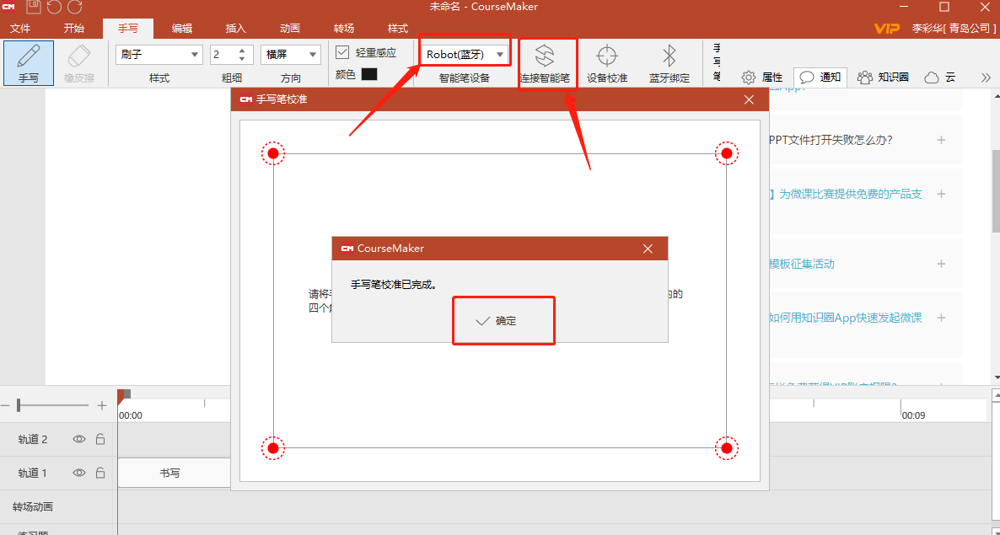 CM
未命名 - CourseMaker
文件 开始 手写 编辑 插入 动画 转场 样式
VIP 李彩华[ 青岛公司 ]
刷子 2 横屏 轻重感应 Robot(蓝牙)
颜色
手写 橡皮擦 样式 粗细 方向 智能笔设备 连接智能笔 设备校准 蓝牙绑定
手
写
笔
属性 通知 知识圈 云
CM 手写笔校准
PPT文件打开失败怎么办?
】为微课比赛提供免费的产品支
模板征集活动
如何用知识圈App快速发起微课
请将
的
四个
CM CourseMaker
手写笔校准已完成。
确定
00:00
00:09
轨道 2
轨道 1
书写
转场动画